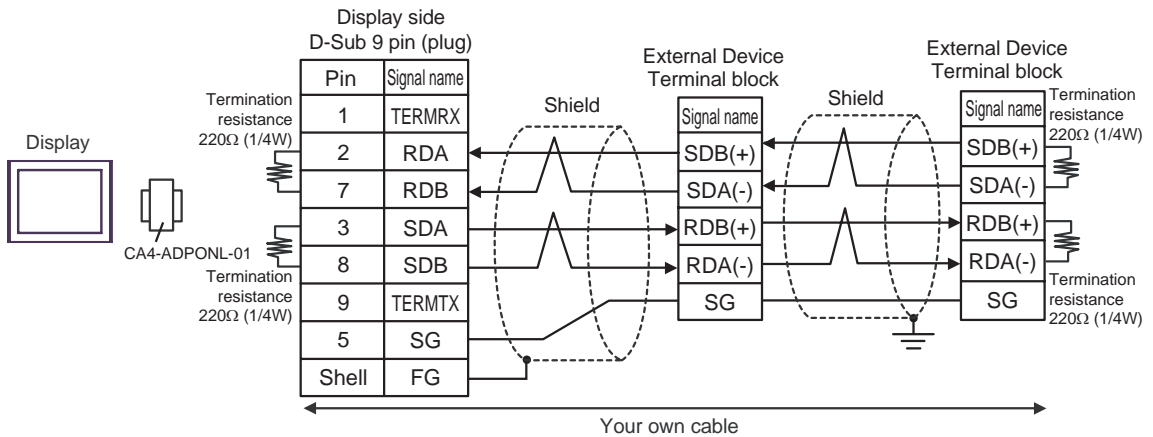 Display side
D-Sub 9 pin (plug)
External Device
Terminal block
External Device
Terminal block
Pin Signal name
1 TERMRX
2 RDA
7 RDB
3 SDA
8 SDB
9 TERMTX
5 SG
Shell FG
Termination
resistance
220Ω (1/4W)
Termination
resistance
220Ω (1/4W)
Display
CA4-ADPONL-01
Shield
Signal name
SDB(+)
SDA(-)
RDB(+)
RDA(-)
SG
Shield
Signal name
SDB(+)
SDA(-)
RDB(+)
RDA(-)
SG
Termination
resistance
220Ω (1/4W)
Termination
resistance
220Ω (1/4W)
Your own cable